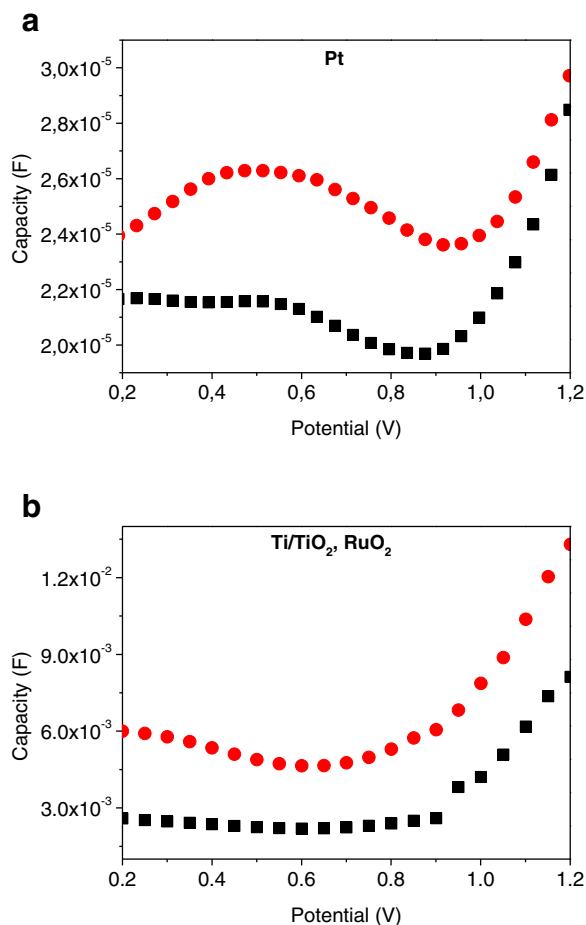 a
Pt
3,0x10⁻⁵
2,8x10⁻⁵
2,6x10⁻⁵
2,4x10⁻⁵
2,2x10⁻⁵
2,0x10⁻⁵
Capacity (F)
0,2 0,4 0,6 0,8 1,0 1.2
Potential (V)
b
Ti/TiO₂, RuO₂
1.2x10⁻²
9.0x10⁻³
6.0x10⁻³
3.0x10⁻³
Capacity (F)
0.2 0.4 0.6 0.8 1.0 1.2
Potential (V)